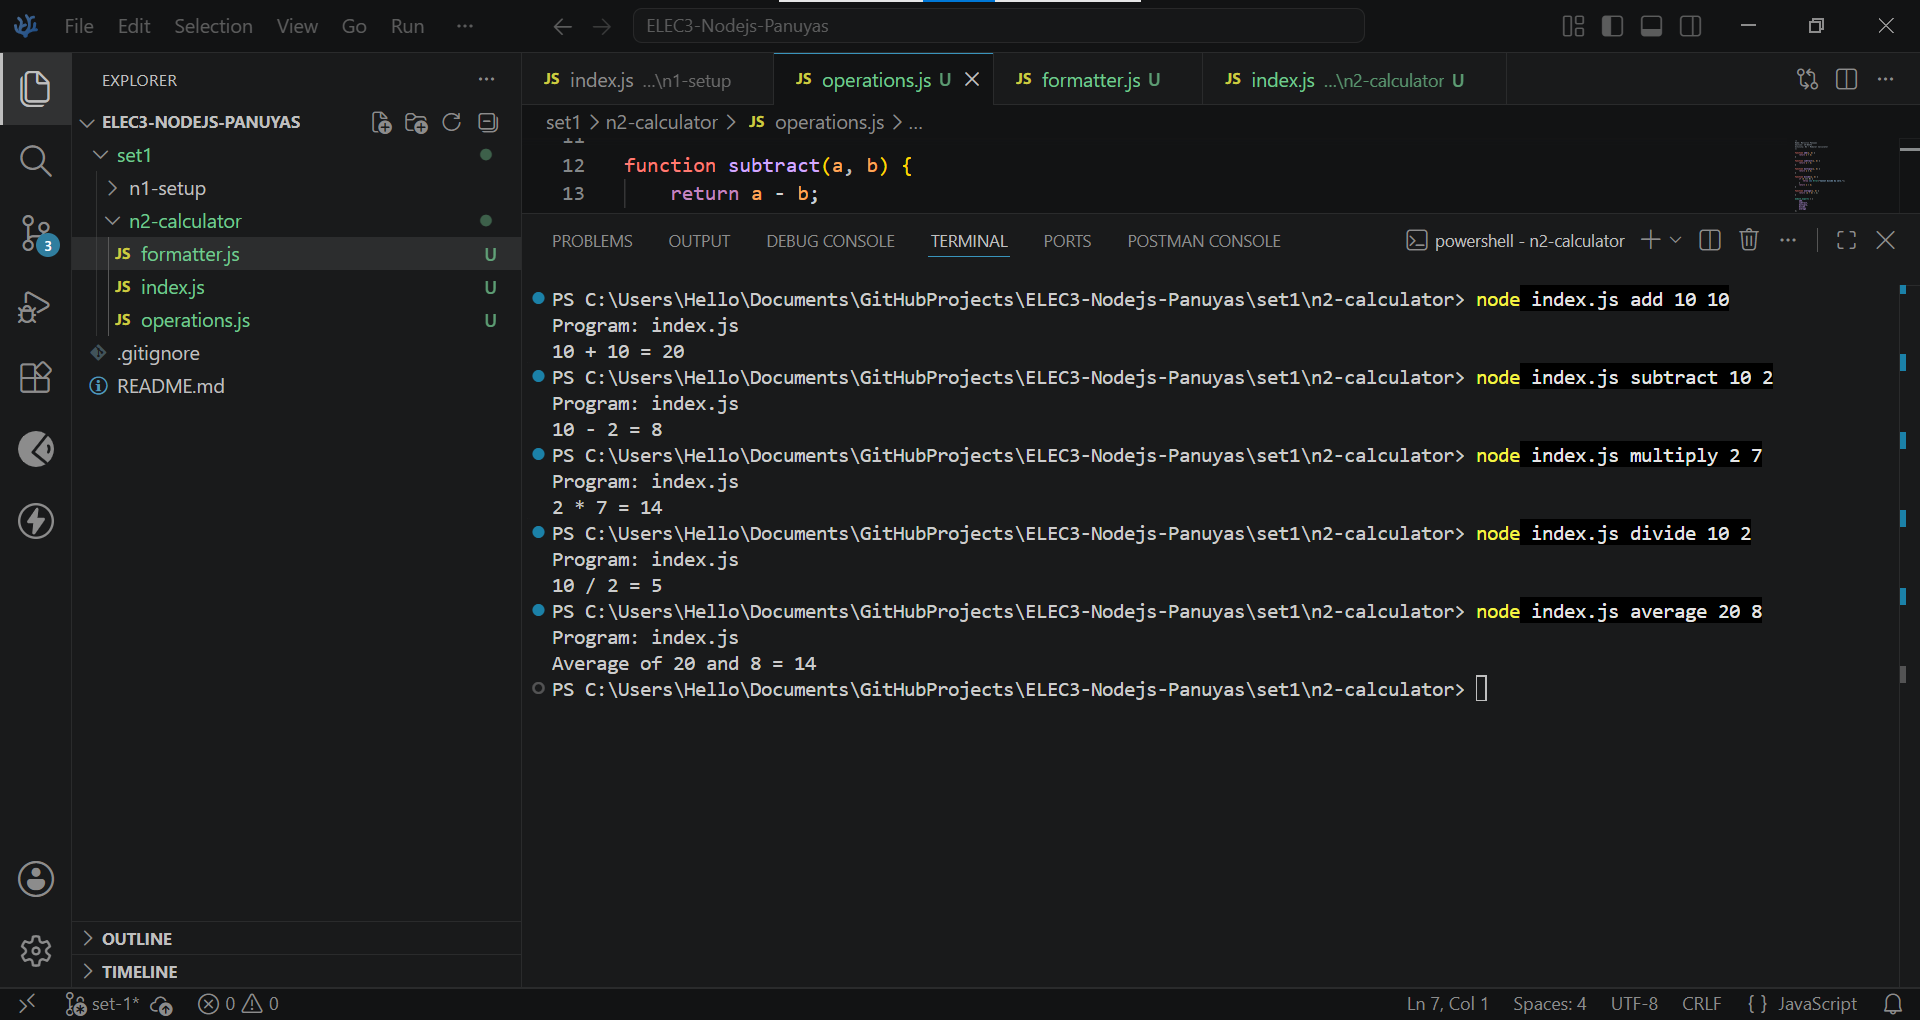 File Edit Selection View Go Run ···
ELEC3-Nodejs-Panuyas
EXPLORER
ELEC3-NODEJS-PANUYAS
set1
n1-setup
n2-calculator
JS formatter.js U
JS index.js U
JS operations.js U
.gitignore
README.md
3
OUTLINE
TIMELINE
JS index.js ...\n1-setup
JS operations.js U
JS formatter.js U
JS index.js ...\n2-calculator U
set1 > n2-calculator > JS operations.js > ...
11
12 function subtract(a, b) {
13 return a - b;
PROBLEMS OUTPUT DEBUG CONSOLE TERMINAL PORTS POSTMAN CONSOLE
powershell - n2-calculator
PS C:\Users\Hello\Documents\GitHubProjects\ELEC3-Nodejs-Panuyas\set1\n2-calculator> node index.js add 10 10
Program: index.js
10 + 10 = 20
PS C:\Users\Hello\Documents\GitHubProjects\ELEC3-Nodejs-Panuyas\set1\n2-calculator> node index.js subtract 10 2
Program: index.js
10 - 2 = 8
PS C:\Users\Hello\Documents\GitHubProjects\ELEC3-Nodejs-Panuyas\set1\n2-calculator> node index.js multiply 2 7
Program: index.js
2 * 7 = 14
PS C:\Users\Hello\Documents\GitHubProjects\ELEC3-Nodejs-Panuyas\set1\n2-calculator> node index.js divide 10 2
Program: index.js
10 / 2 = 5
PS C:\Users\Hello\Documents\GitHubProjects\ELEC3-Nodejs-Panuyas\set1\n2-calculator> node index.js average 20 8
Program: index.js
Average of 20 and 8 = 14
PS C:\Users\Hello\Documents\GitHubProjects\ELEC3-Nodejs-Panuyas\set1\n2-calculator>
set-1* 0 0
Ln 7, Col 1 Spaces: 4 UTF-8 CRLF { } JavaScript